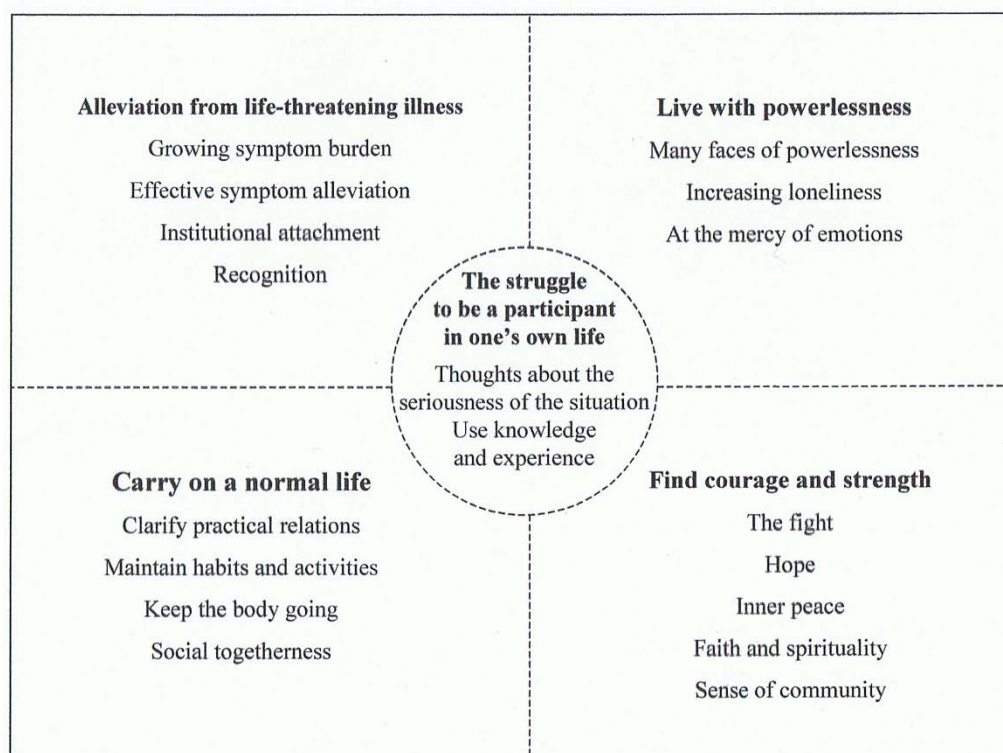 Alleviation from life-threatening illness
Growing symptom burden
Effective symptom alleviation
Institutional attachment
Recognition
Live with powerlessness
Many faces of powerlessness
Increasing loneliness
At the mercy of emotions
The struggle
to be a participant
in one's own life
Thoughts about the
seriousness of the situation
Use knowledge
and experience
Carry on a normal life
Clarify practical relations
Maintain habits and activities
Keep the body going
Social togetherness
Find courage and strength
The fight
Hope
Inner peace
Faith and spirituality
Sense of community